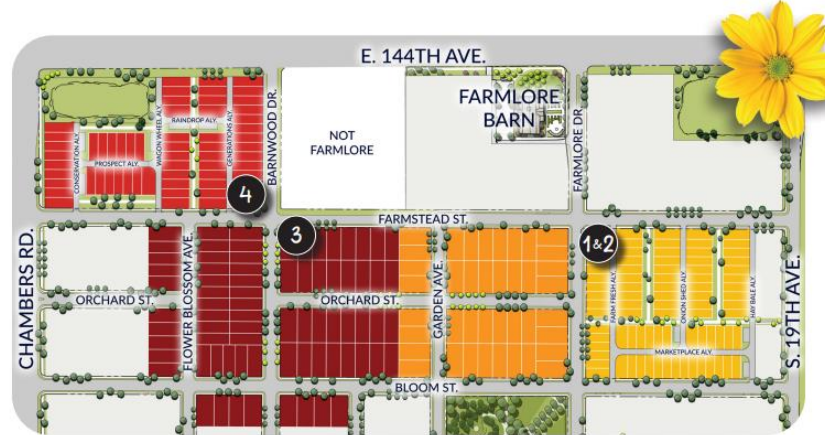 E. 144TH AVE.
FARMLORE
BARN
NOT
FARMLORE
BARNWOOD DR.
FARMLORE DR.
RAINDROP ALY.
WAGON WHEEL ALY.
GENERATIONS ALY.
CONSERVATION ALY.
PROSPECT ALY.
4
FARMSTEAD ST.
3
1&2
CHAMBERS RD.
FLOWER BLOSSOM AVE.
ORCHARD ST.
ORCHARD ST.
GARDEN AVE.
FARM FRESH ALY.
ONION SHED ALY.
HAY BALE ALY.
S. 19TH AVE.
MARKETPLACE ALY.
BLOOM ST.